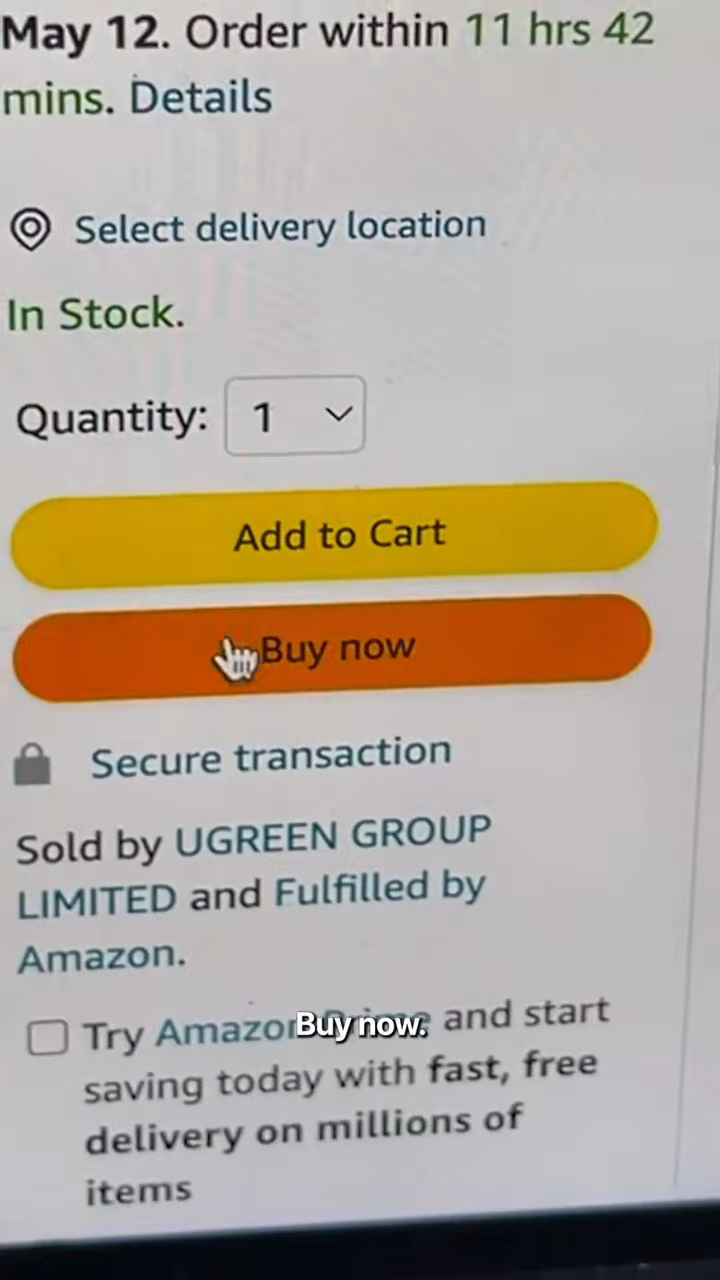 May 12. Order within 11 hrs 42
mins. Details
Select delivery location
In Stock.
Quantity: 1
Add to Cart
Buy now
Secure transaction
Sold by UGREEN GROUP
LIMITED and Fulfilled by
Amazon.
Try Amazon Prime and start
Buy now.
saving today with fast, free
delivery on millions of
items